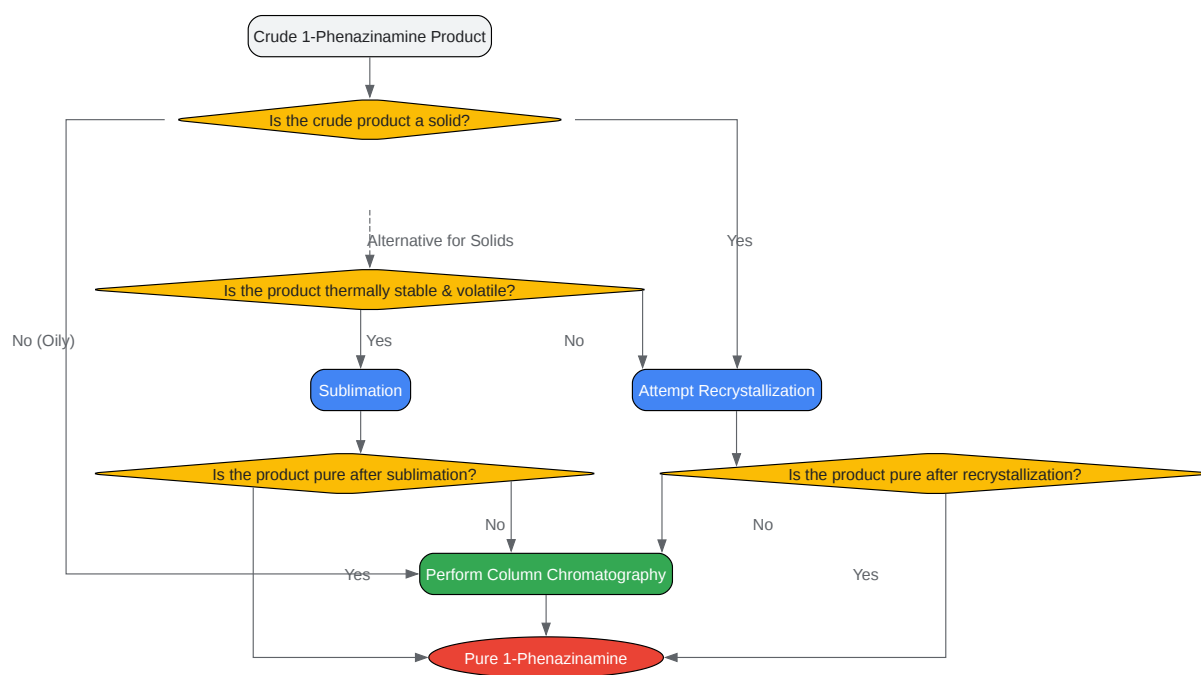 Crude 1-Phenazinamine Product
Is the crude product a solid?
Alternative for Solids
Yes
Is the product thermally stable & volatile?
No (Oily)
Yes
No
Sublimation
Attempt Recrystallization
Is the product pure after sublimation?
Is the product pure after recrystallization?
No
No
Yes
Perform Column Chromatography
Yes
Pure 1-Phenazinamine